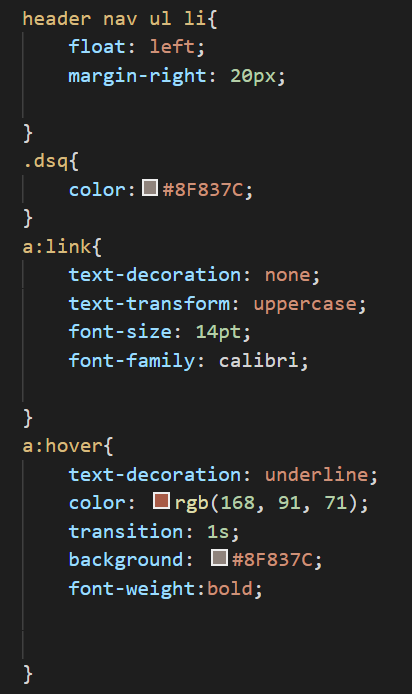 header nav ul li{
float: left;
margin-right: 20px;
}
.dsq{
color: #8F837C;
}
a:link{
text-decoration: none;
text-transform: uppercase;
font-size: 14pt;
font-family: calibri;
}
a:hover{
text-decoration: underline;
color: rgb(168, 91, 71);
transition: 1s;
background: #8F837C;
font-weight:bold;
}